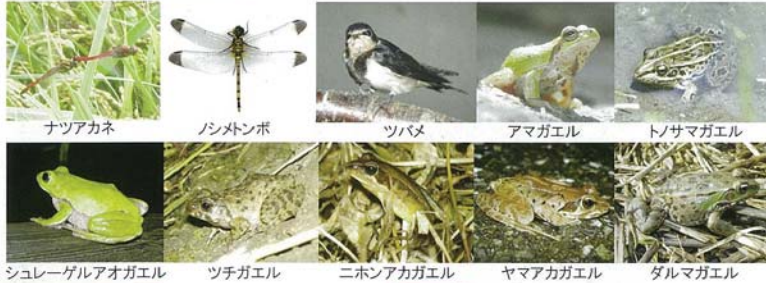 ナツアカネ ノシメトンボ ツバメ アマガエル トノサマガエル
シュレーゲルアオガエル ツチガエル ニホンアカガエル ヤマアカガエル ダルマガエル